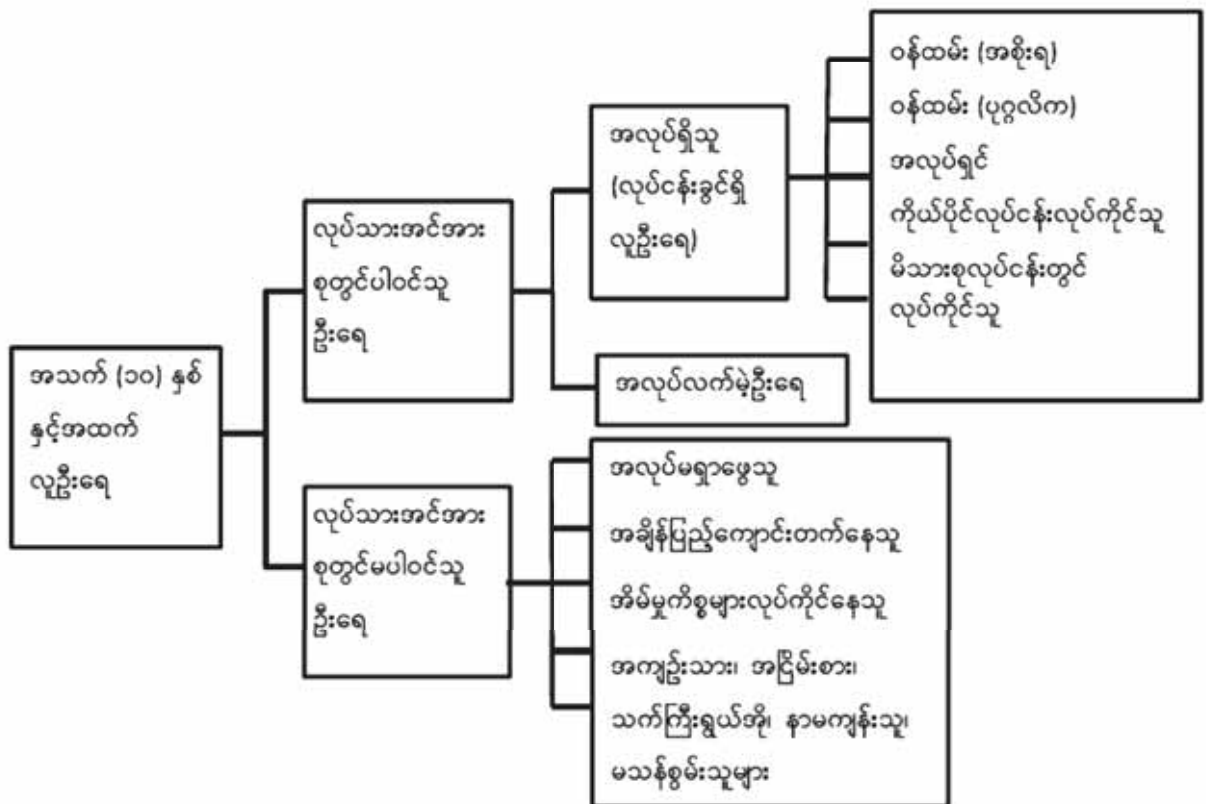 အသက် (၁၀) နှစ်
နှင့်အထက်
လူဦးရေ
လုပ်သားအင်အား
စုတွင်ပါဝင်သူ
ဦးရေ
လုပ်သားအင်အား
စုတွင်မပါဝင်သူ
ဦးရေ
အလုပ်ရှိသူ
(လုပ်ငန်းခွင်ရှိ
လူဦးရေ)
အလုပ်လက်မဲ့ဦးရေ
ဝန်ထမ်း (အစိုးရ)
ဝန်ထမ်း (ပုဂ္ဂလိက)
အလုပ်ရှင်
ကိုယ်ပိုင်လုပ်ငန်းလုပ်ကိုင်သူ
မိသားစုလုပ်ငန်းတွင်
လုပ်ကိုင်သူ
အလုပ်မရှာဖွေသူ
အချိန်ပြည့်ကျောင်းတက်နေသူ
အိမ်မှုကိစ္စများလုပ်ကိုင်နေသူ
အကျဉ်းသား၊ အငြိမ်းစား၊
သက်ကြီးရွယ်အို၊ နာမကျန်းသူ၊
မသန်စွမ်းသူများ